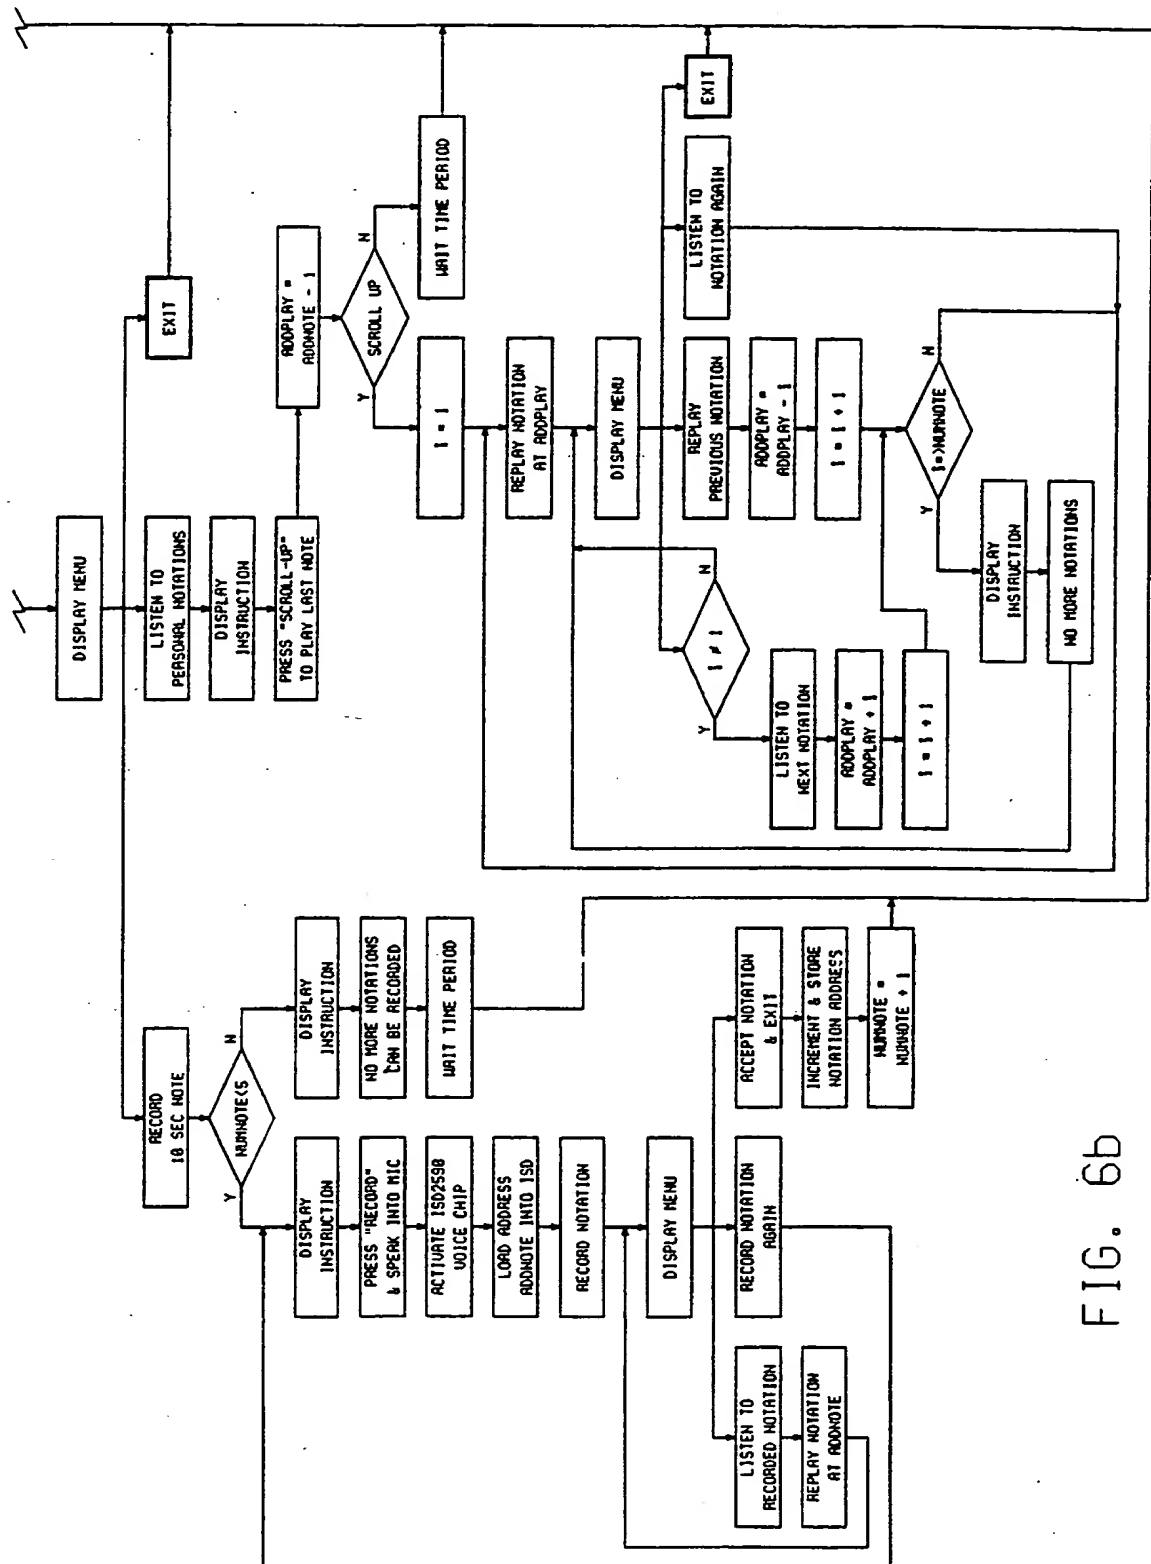 DISPLAY MENU
RECORD
10 SEC NOTE
LISTEN TO
PERSONAL NOTATIONS
EXIT
NUMNOTE<5
Y
N
DISPLAY
INSTRUCTION
PRESS "RECORD"
& SPEAK INTO MIC
ACTIVATE ISD2590
VOICE CHIP
LOAD ADDRESS
ADDNOTE INTO ISD
RECORD NOTATION
DISPLAY MENU
LISTEN TO
RECORDED NOTATION
REPLAY NOTATION
AT ADDNOTE
RECORD NOTATION
AGAIN
ACCEPT NOTATION
& EXIT
INCREMENT & STORE
NOTATION ADDRESS
NUMNOTE =
NUMNOTE + 1
DISPLAY
INSTRUCTION
NO MORE NOTATIONS
CAN BE RECORDED
WAIT TIME PERIOD
DISPLAY
INSTRUCTION
PRESS "SCROLL-UP"
TO PLAY LAST NOTE
ADDPLAY =
ADDNOTE - 1
SCROLL UP
Y
N
WAIT TIME PERIOD
I = 1
REPLAY NOTATION
AT ADDPLAY
DISPLAY MENU
I ≠ 1
Y
N
LISTEN TO
NEXT NOTATION
ADDPLAY =
ADDPLAY + 1
I = I + 1
REPLAY
PREVIOUS NOTATION
ADDPLAY =
ADDPLAY - 1
I = I + 1
LISTEN TO
NOTATION AGAIN
EXIT
I=>NUMNOTE
Y
N
DISPLAY
INSTRUCTION
NO MORE NOTATIONS
FIG. 6b